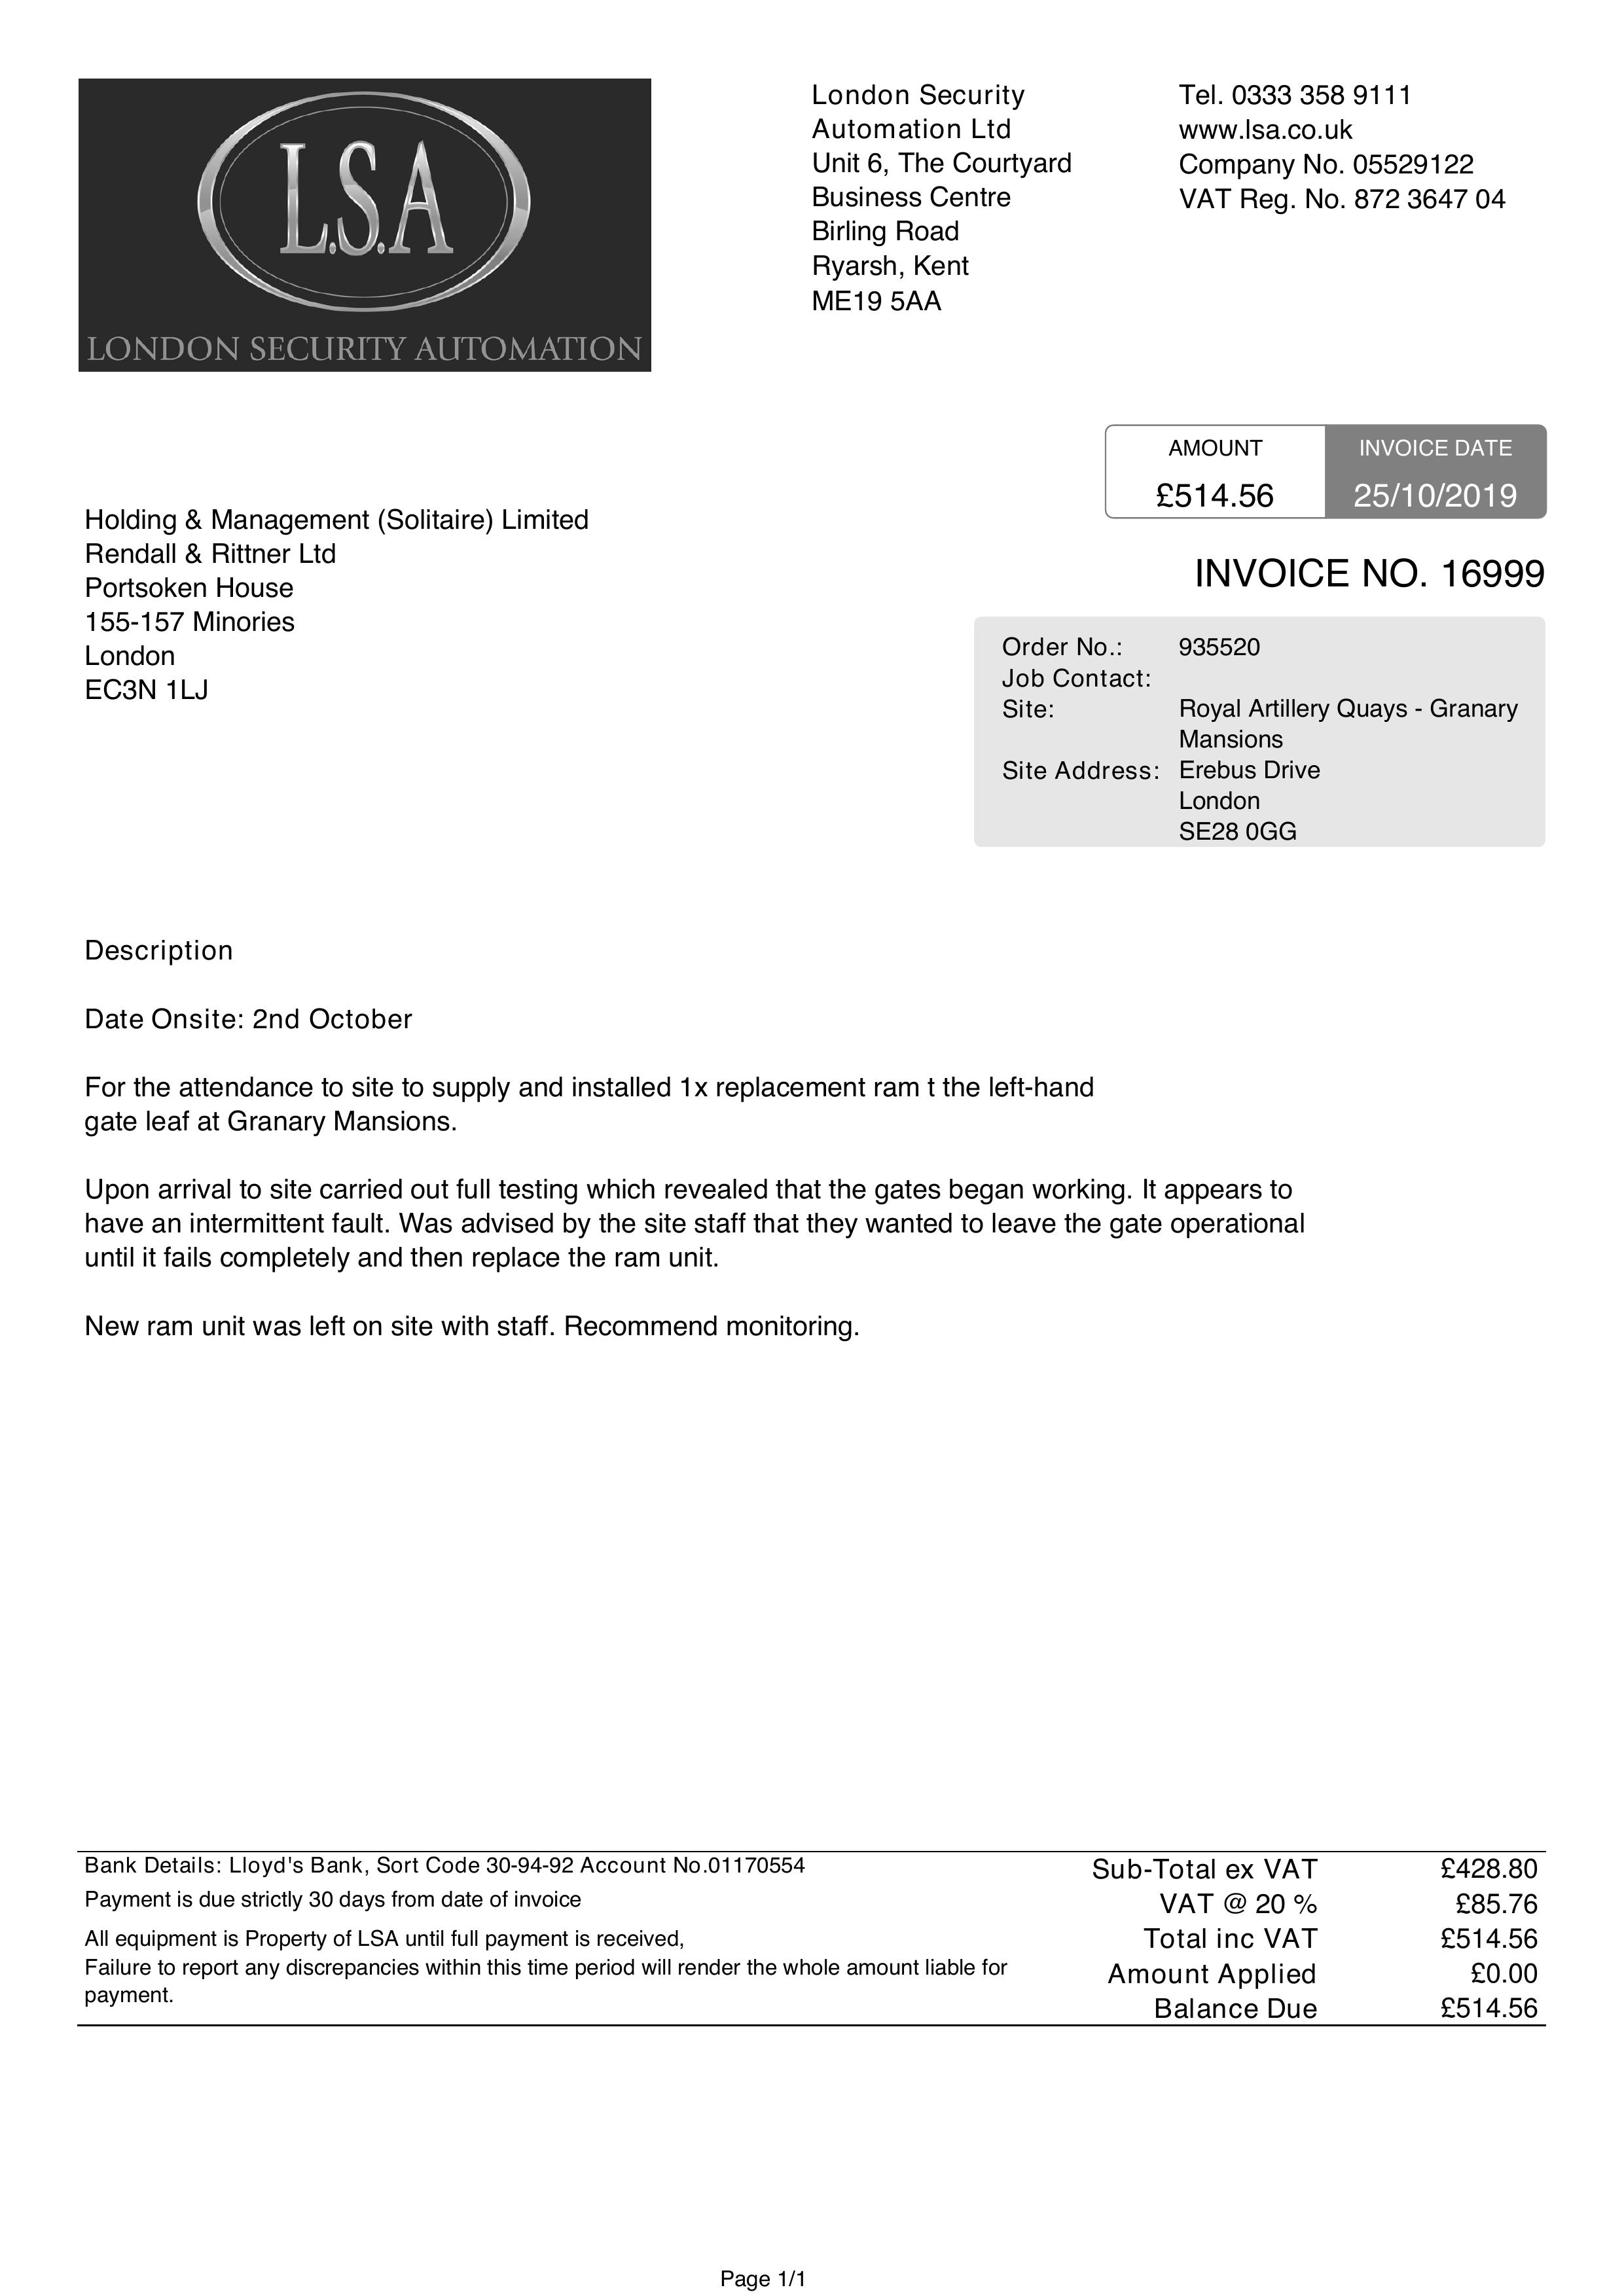 L.S.A
LONDON SECURITY AUTOMATION
London Security
Automation Ltd
Unit 6, The Courtyard
Business Centre
Birling Road
Ryarsh, Kent
ME19 5AA
Tel. 0333 358 9111
www.lsa.co.uk
Company No. 05529122
VAT Reg. No. 872 3647 04
AMOUNT
£514.56
INVOICE DATE
25/10/2019
Holding & Management (Solitaire) Limited
Rendall & Rittner Ltd
Portsoken House
155-157 Minories
London
EC3N 1LJ
INVOICE NO. 16999
Order No.: 935520
Job Contact:
Site: Royal Artillery Quays - Granary
Mansions
Site Address: Erebus Drive
London
SE28 0GG
Description
Date Onsite: 2nd October
For the attendance to site to supply and installed 1x replacement ram t the left-hand
gate leaf at Granary Mansions.
Upon arrival to site carried out full testing which revealed that the gates began working. It appears to
have an intermittent fault. Was advised by the site staff that they wanted to leave the gate operational
until it fails completely and then replace the ram unit.
New ram unit was left on site with staff. Recommend monitoring.
Bank Details: Lloyd's Bank, Sort Code 30-94-92 Account No.01170554
Payment is due strictly 30 days from date of invoice
All equipment is Property of LSA until full payment is received,
Failure to report any discrepancies within this time period will render the whole amount liable for
payment.
Sub-Total ex VAT £428.80
VAT @ 20 % £85.76
Total inc VAT £514.56
Amount Applied £0.00
Balance Due £514.56
Page 1/1